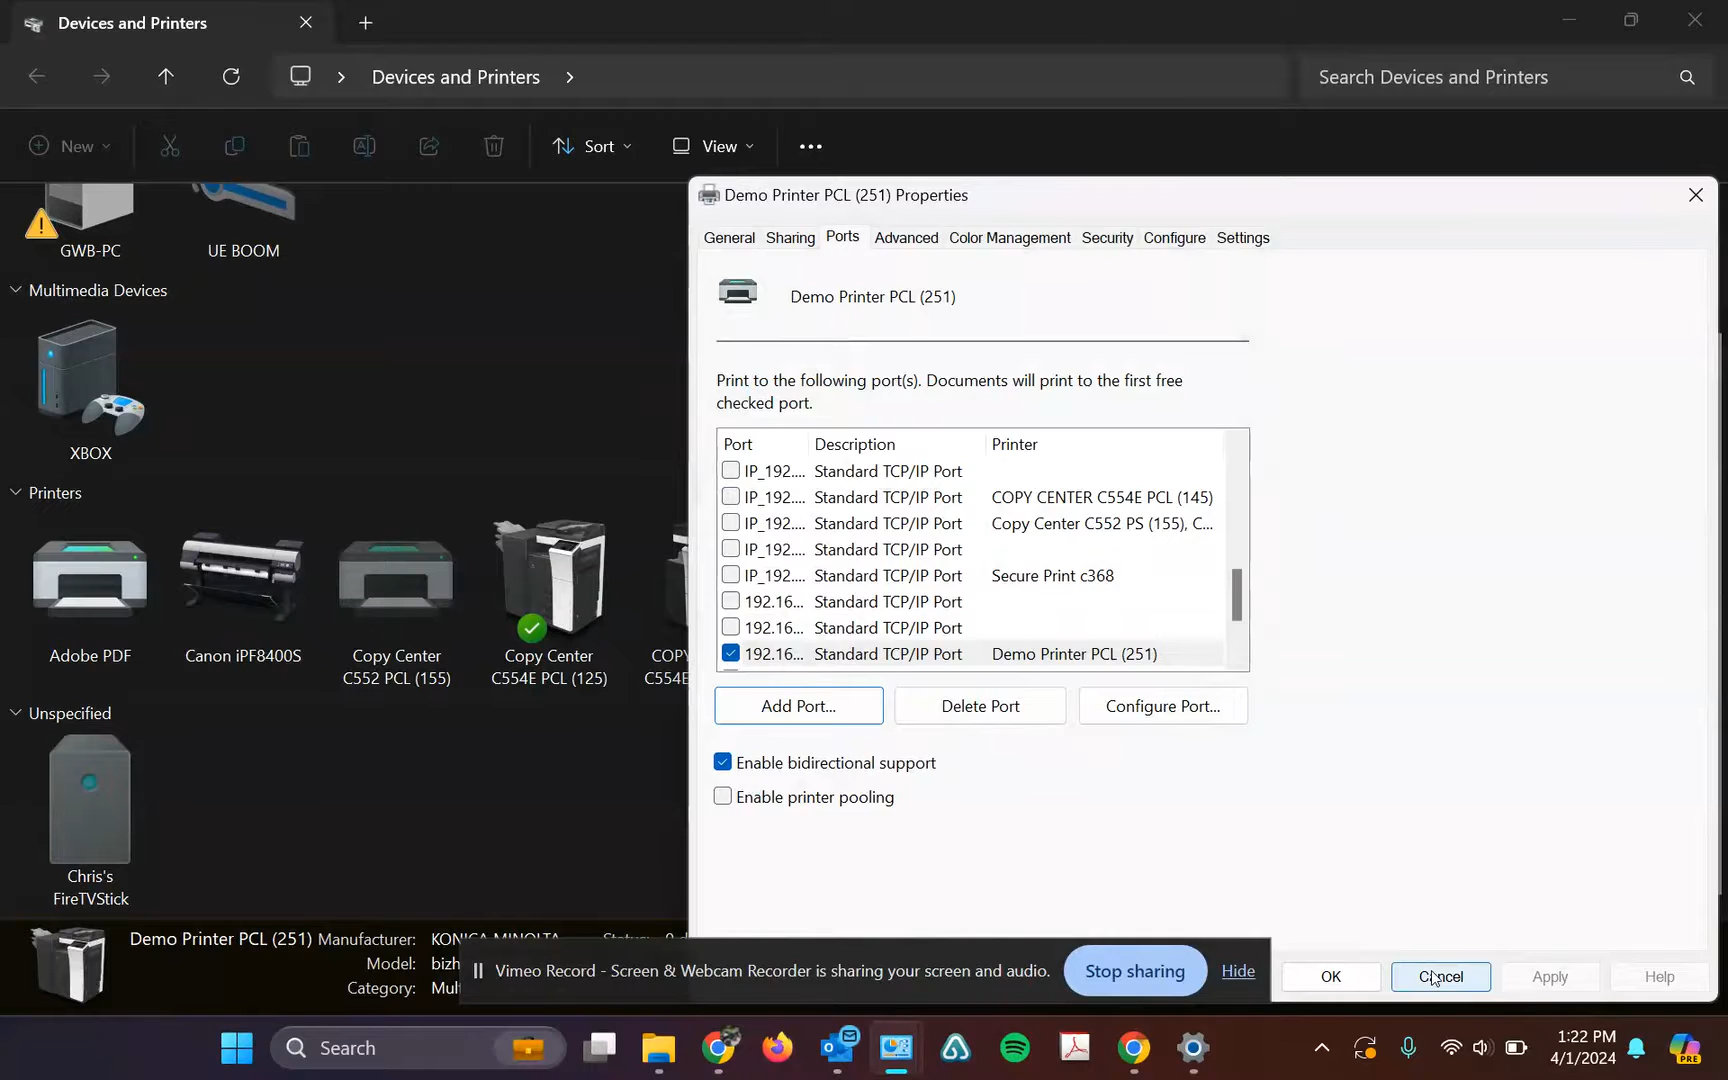 Devices and Printers
Devices and Printers
Search Devices and Printers
New
Sort
View
GWB-PC
UE BOOM
Multimedia Devices
XBOX
Printers
Adobe PDF
Canon iPF8400S
Copy Center
C552 PCL (155)
Copy Center
C554E PCL (125)
COPY
C554E
Unspecified
Chris's
FireTVStick
Demo Printer PCL (251) Properties
General
Sharing
Ports
Advanced
Color Management
Security
Configure
Settings
Demo Printer PCL (251)
Print to the following port(s). Documents will print to the first free
checked port.
Port Description Printer
IP_192.... Standard TCP/IP Port
IP_192.... Standard TCP/IP Port COPY CENTER C554E PCL (145)
IP_192.... Standard TCP/IP Port Copy Center C552 PS (155), C...
IP_192.... Standard TCP/IP Port
IP_192.... Standard TCP/IP Port Secure Print c368
192.16... Standard TCP/IP Port
192.16... Standard TCP/IP Port
192.16... Standard TCP/IP Port Demo Printer PCL (251)
Add Port...
Delete Port
Configure Port...
Enable bidirectional support
Enable printer pooling
Demo Printer PCL (251) Manufacturer: KONICA MINOLTA
Model: bizh
Category: Mul
Vimeo Record - Screen & Webcam Recorder is sharing your screen and audio.
Stop sharing
Hide
OK
Cancel
Apply
Help
Search
1:22 PM
4/1/2024
PRE